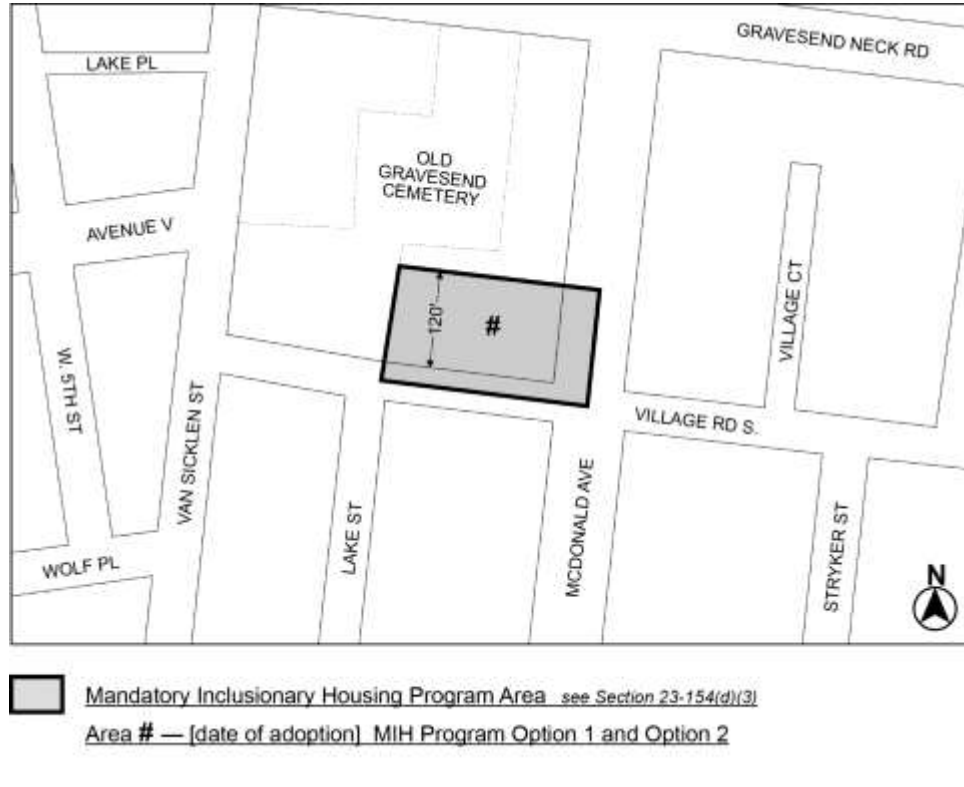 GRAVESEND NECK RD
LAKE PL
OLD
GRAVESEND
CEMETERY
AVENUE V
VILLAGE CT
120'
#
W. 5TH ST
VAN SICKLEN ST
VILLAGE RD S.
LAKE ST
MCDONALD AVE
STRYKER ST
WOLF PL
N
Mandatory Inclusionary Housing Program Area see Section 23-154(d)(3)
Area # — [date of adoption] MIH Program Option 1 and Option 2